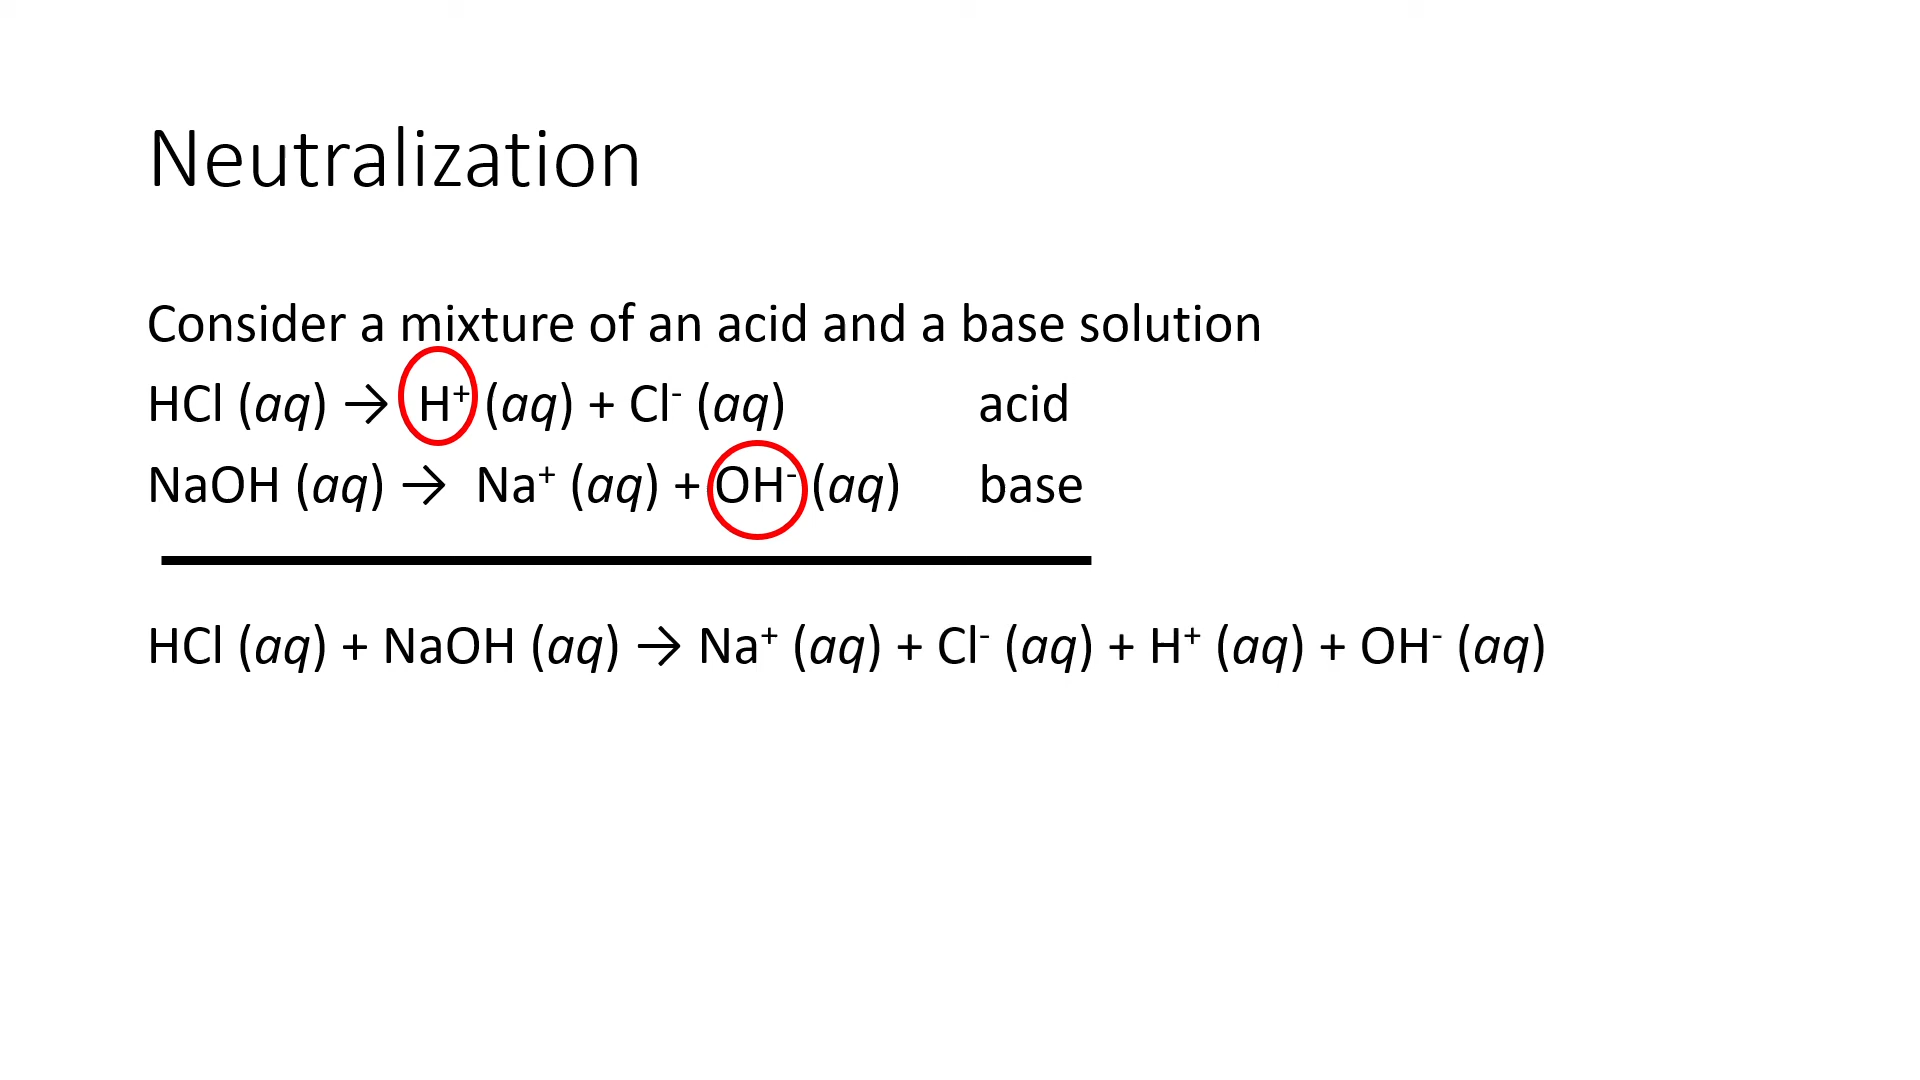 Neutralization
Consider a mixture of an acid and a base solution
HCl (aq) → H⁺ (aq) + Cl⁻ (aq) acid
NaOH (aq) → Na⁺ (aq) + OH⁻ (aq) base
HCl (aq) + NaOH (aq) → Na⁺ (aq) + Cl⁻ (aq) + H⁺ (aq) + OH⁻ (aq)